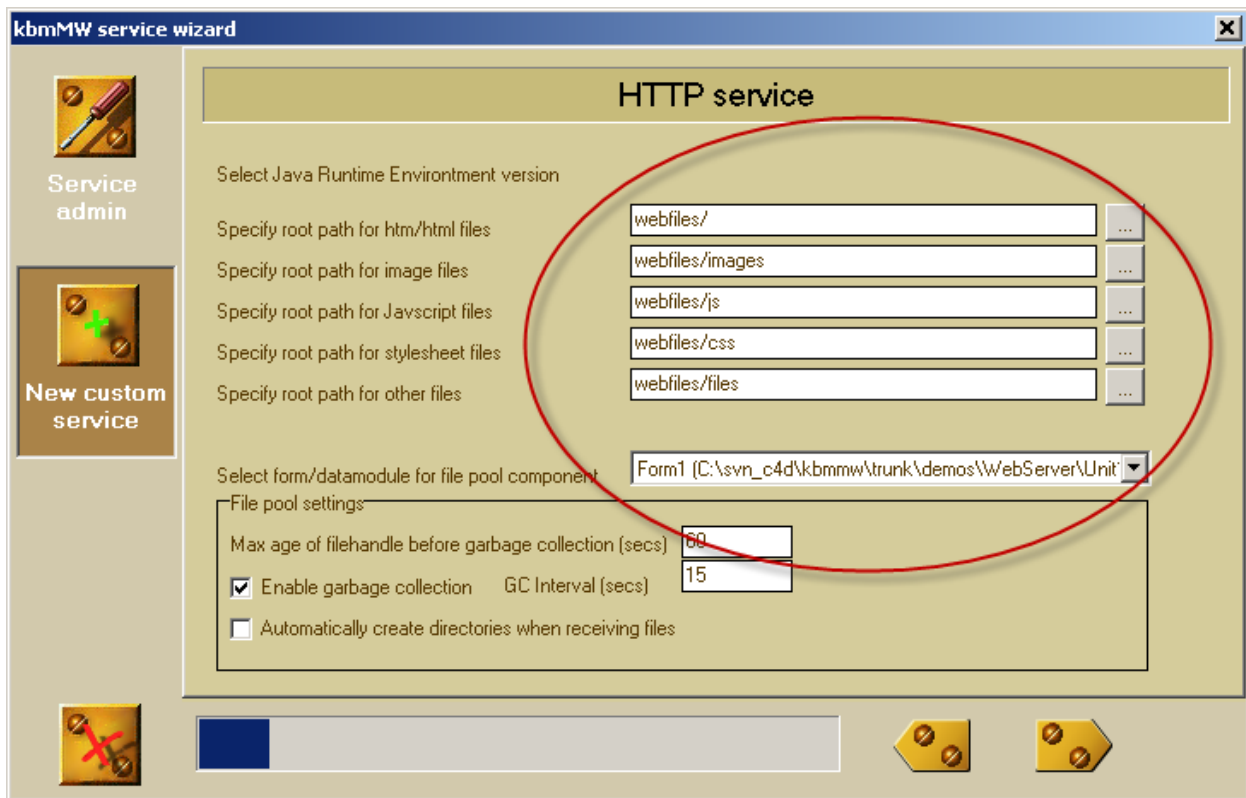 kbmMW service wizard
HTTP service
Service
admin
New custom
service
Select Java Runtime Environtment version
Specify root path for htm/html files
webfiles/
...
Specify root path for image files
webfiles/images
...
Specify root path for Javscript files
webfiles/js
...
Specify root path for stylesheet files
webfiles/css
...
Specify root path for other files
webfiles/files
...
Select form/datamodule for file pool component
Form1 (C:\svn_c4d\kbmmw\trunk\demos\WebServer\Unit
File pool settings
Max age of filehandle before garbage collection (secs)
60
Enable garbage collection
GC Interval (secs)
15
Automatically create directories when receiving files